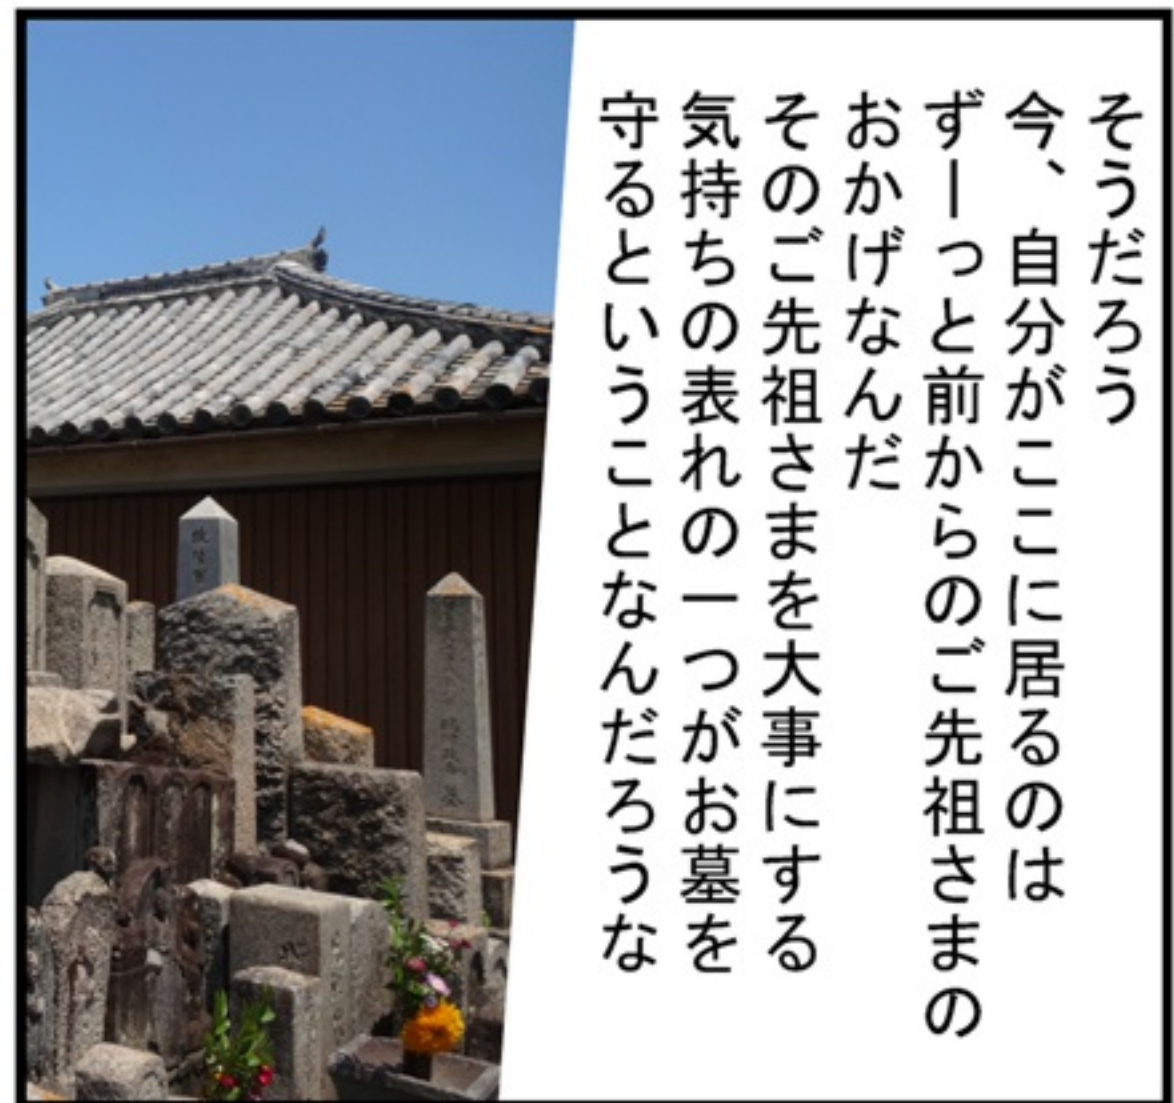 そうだろう
今、自分がここに居るのは
ずーっと前からのご先祖さまの
おかげなんだ
そのご先祖さまを大事にする
気持ちの表れの一つがお墓を
守るということなんだろうな